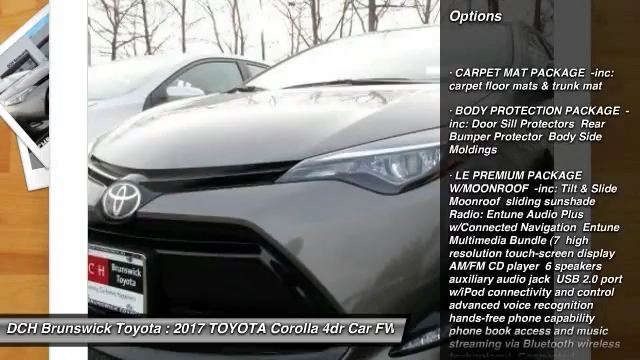 Options
· CARPET MAT PACKAGE -inc:
carpet floor mats & trunk mat
· BODY PROTECTION PACKAGE -
inc: Door Sill Protectors Rear
Bumper Protector Body Side
Moldings
· LE PREMIUM PACKAGE
W/MOONROOF -inc: Tilt & Slide
Moonroof sliding sunshade
Radio: Entune Audio Plus
w/Connected Navigation Entune
Multimedia Bundle (7 high
resolution touch-screen display
AM/FM CD player 6 speakers
auxiliary audio jack USB 2.0 port
w/iPod connectivity and control
advanced voice recognition
hands-free phone capability
phone book access and music
streaming via Bluetooth wireless
C H
Brunswick
Toyota
DCH Brunswick Toyota : 2017 TOYOTA Corolla 4dr Car FW